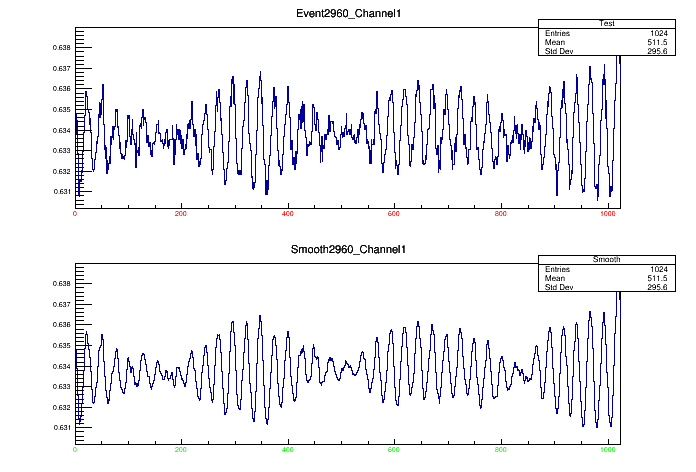 Event2960_Channel1
Test
Entries 1024
Mean 511.5
Std Dev 295.6
0.638
0.637
0.636
0.635
0.634
0.633
0.632
0.631
0 200 400 600 800 1000
Smooth2960_Channel1
Smooth
Entries 1024
Mean 511.5
Std Dev 295.6
0.638
0.637
0.636
0.635
0.634
0.633
0.632
0.631
0 200 400 600 800 1000